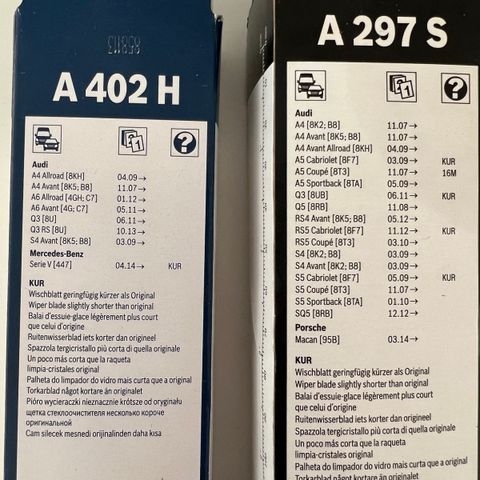 858113
A 402 H
Audi
A4 Allroad [8KH] 04.09→
A4 Avant [8K5; B8] 11.07→
A6 Allroad [4GH; C7] 01.12→
A6 Avant [4G; C7] 05.11→
Q3 [8U] 06.11→
Q3 RS [8U] 10.13→
S4 Avant [8K5; B8] 03.09→
Mercedes-Benz
Serie V [447] 04.14→ KUR
KUR
Wischblatt geringfügig kürzer als Original
Wiper blade slightly shorter than original
Balai d'essuie-glace légèrement plus court
que celui d'origine
Ruitenwisserblad iets korter dan origineel
Spazzola tergicristallo più corta di quella originale
Un poco más corta que la raqueta
limpia-cristales original
Palheta do limpador do vidro mais curta que a original
Torkarblad något kortare än originalet
Pióro wycieraczki nieznacznie krótsze od oryginału
щетка стеклоочистителя несколько короче
оригинальной
Cam silecek mesnedi orijinalinden daha kısa
A 297 S
Audi
A4 [8K2; B8] 11.07→
A4 Avant [8K5; B8] 11.07→
A4 Avant Allroad [8KH] 04.09→
A5 Cabriolet [8F7] 03.09→ KUR
A5 Coupé [8T3] 11.07→ 16M
A5 Sportback [8TA] 05.09→
Q3 [8UB] 06.11→ KUR
Q5 [8RB] 11.08→
RS4 Avant [8K5; B8] 05.12→
RS5 Cabriolet [8F7] 11.12→ KUR
RS5 Coupé [8T3] 03.10→
S4 [8K2; B8] 03.09→
S4 Avant [8K2; B8] 03.09→
S5 Cabriolet [8F7] 05.09→ KUR
S5 Coupé [8T3] 11.07→
S5 Sportback [8TA] 01.10→
SQ5 [8RB] 12.12→
Porsche
Macan [95B] 03.14→
KUR
Wischblatt geringfügig kürzer als Original
Wiper blade slightly shorter than original
Balai d'essuie-glace légèrement plus court
que celui d'origine
Ruitenwisserblad iets korter dan origineel
Spazzola tergicristallo più corta di quella originale
Un poco más corta que la raqueta
limpia-cristales original
Palheta do limpador do vidro mais curta que a original
Torkarblad något kortare än originalet